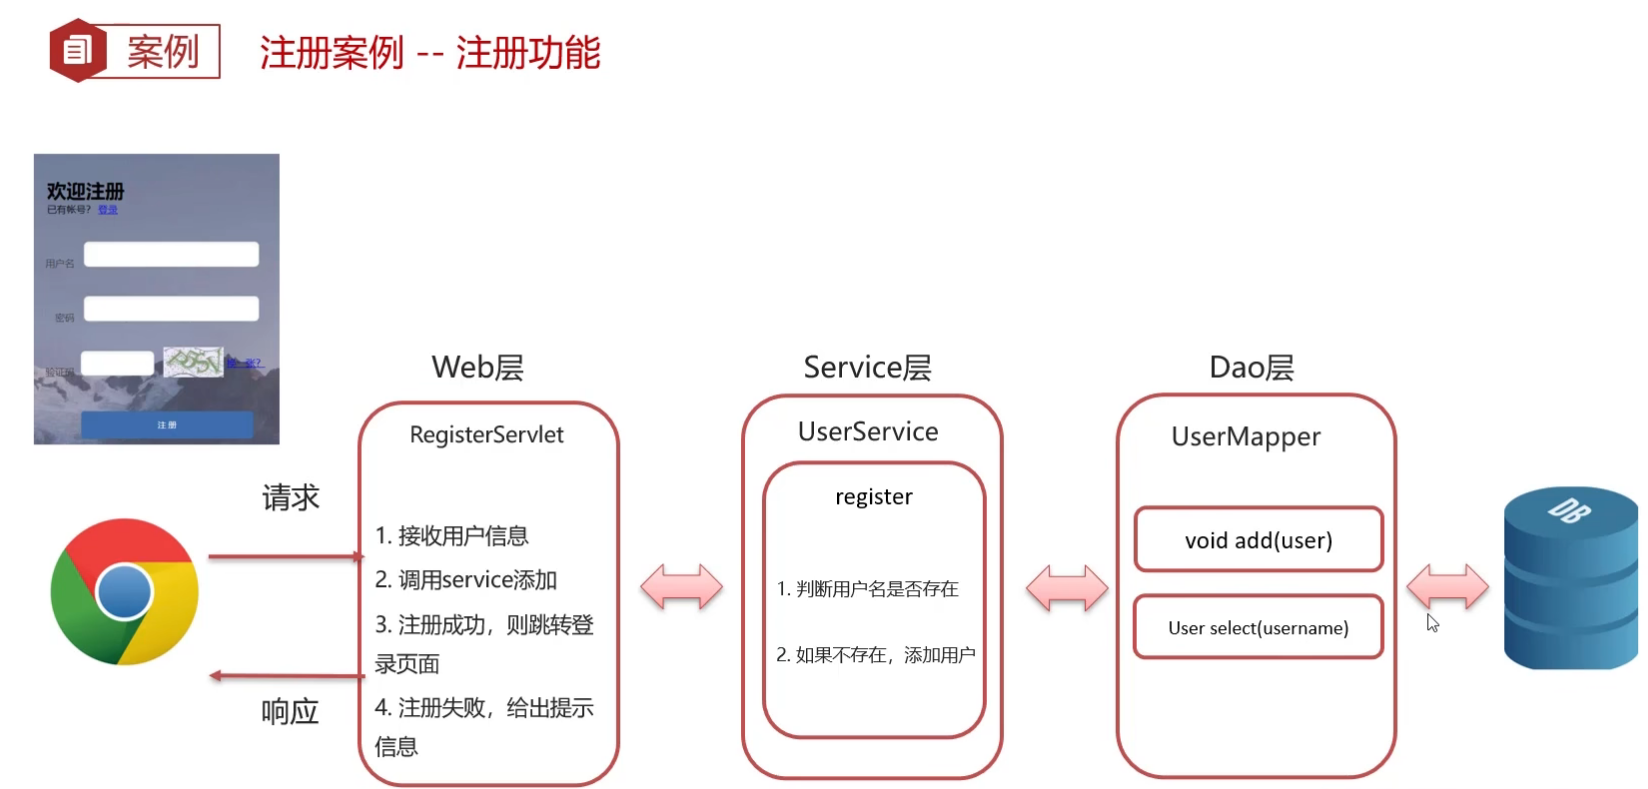 案例
注册案例 -- 注册功能
欢迎注册
已有帐号? 登录
用户名
密码
验证码
注 册
请求
响应
Web层
RegisterServlet
1. 接收用户信息
2. 调用service添加
3. 注册成功，则跳转登
录页面
4. 注册失败，给出提示
信息
Service层
UserService
register
1. 判断用户名是否存在
2. 如果不存在，添加用户
Dao层
UserMapper
void add(user)
User select(username)
DB